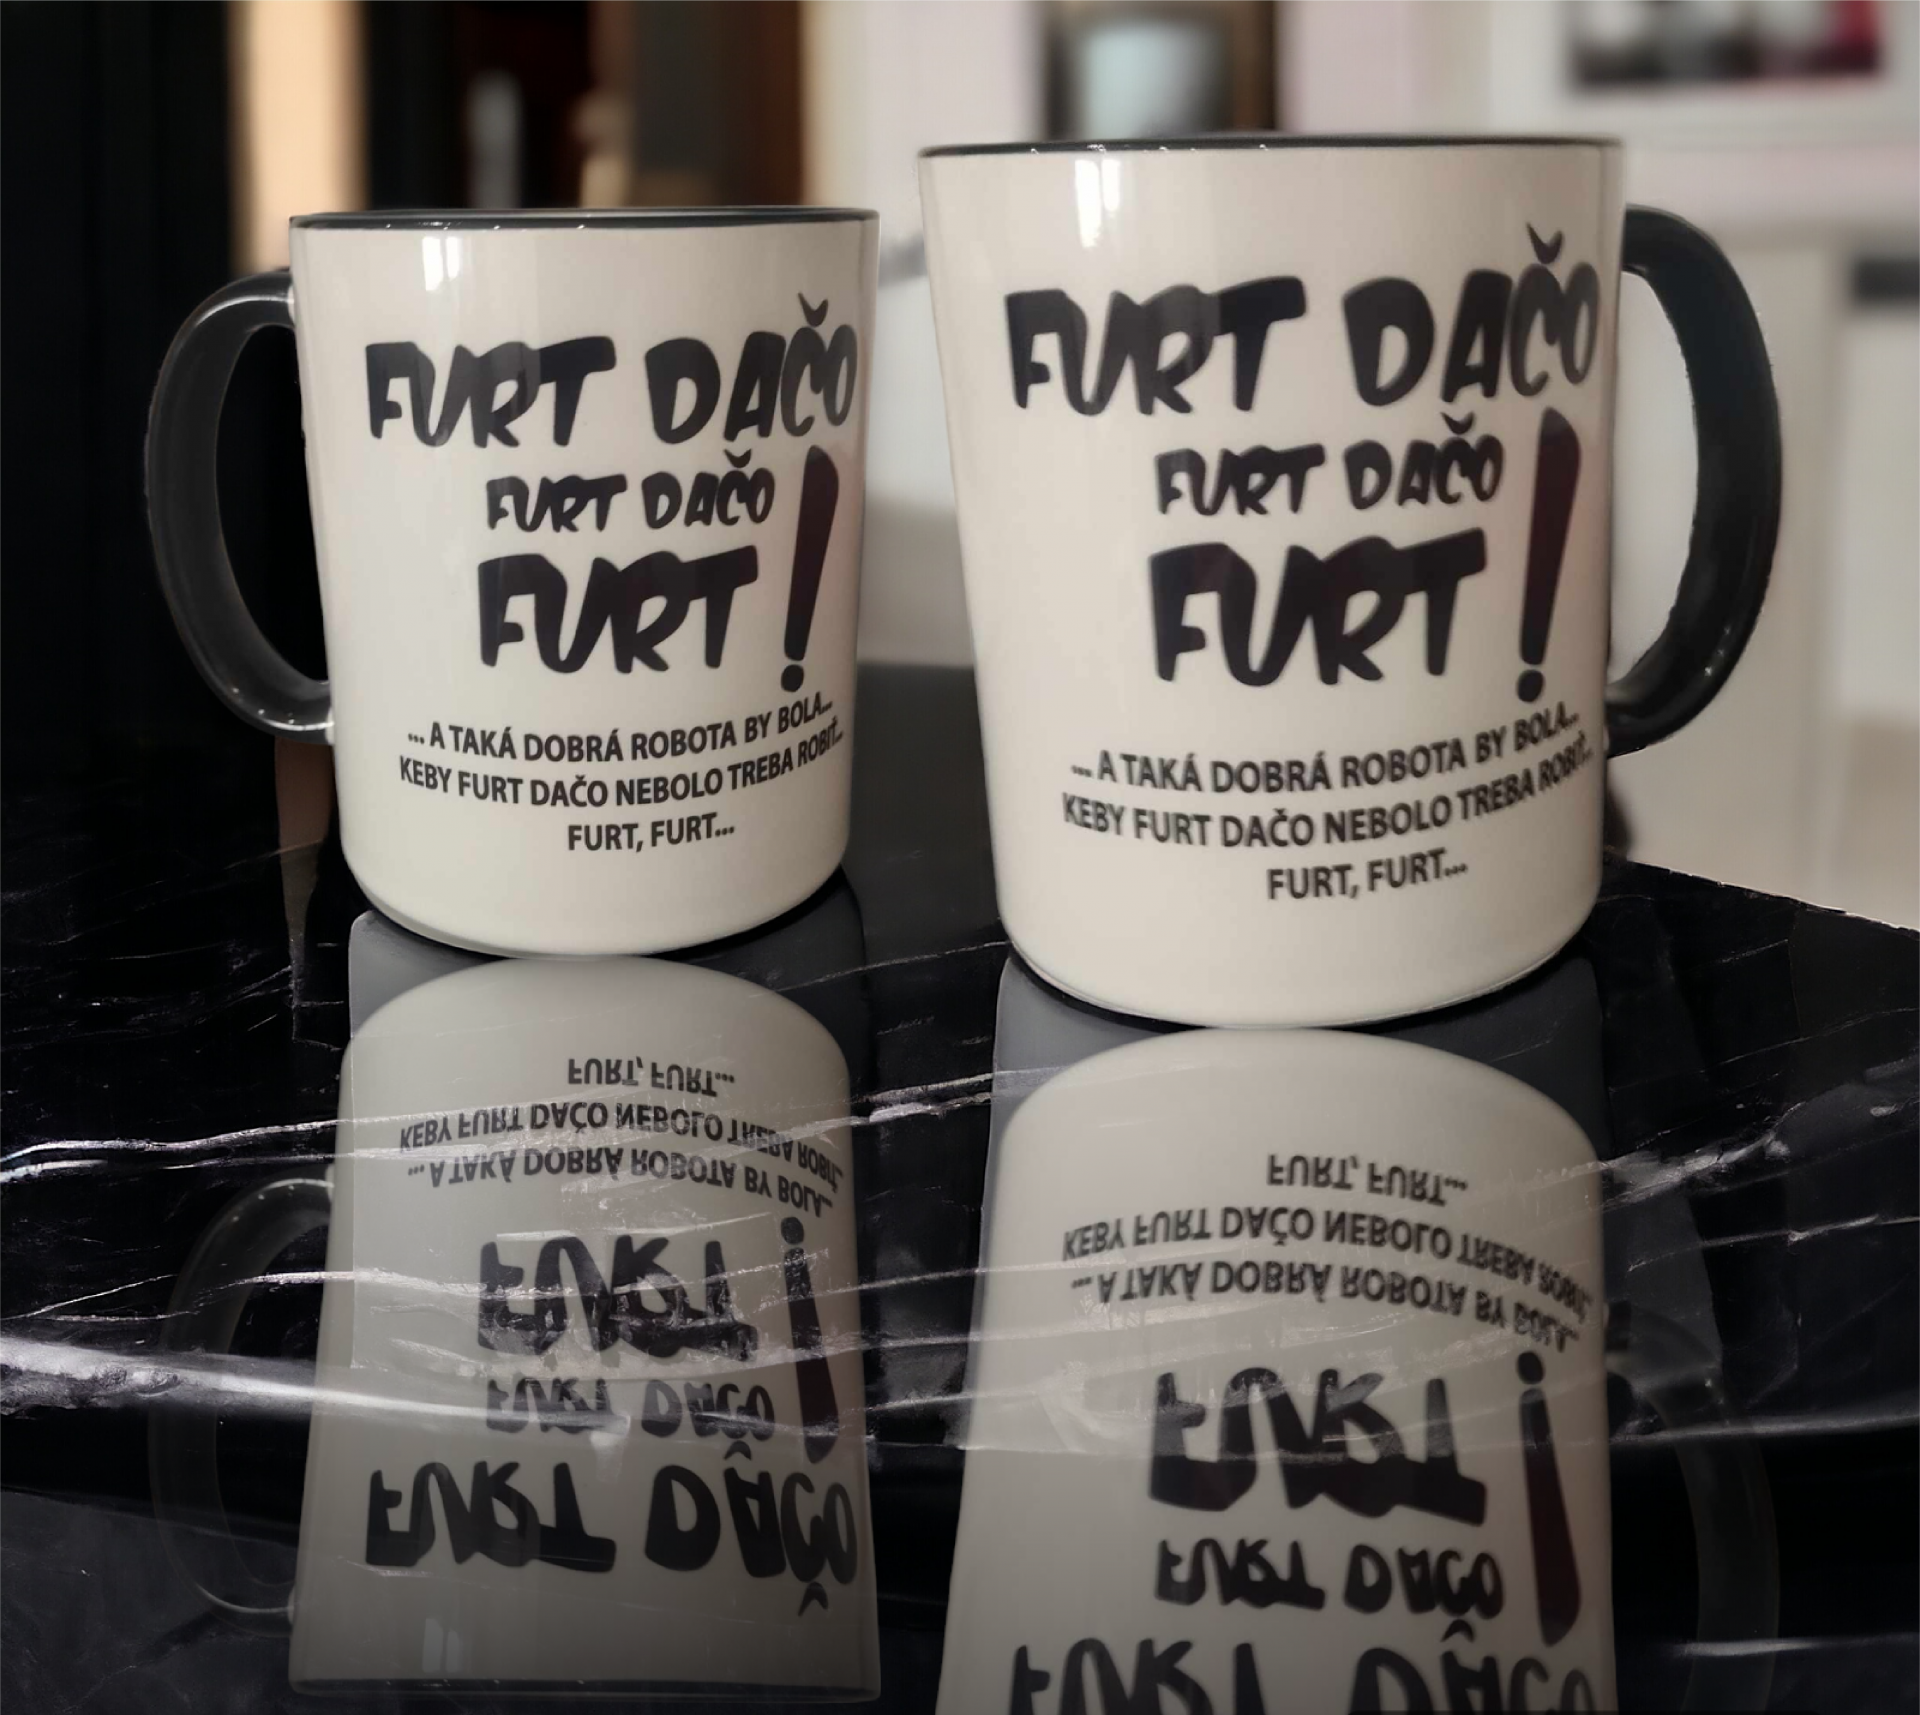 FURT DAČO
FURT DAČO
FURT!
...A TAKÁ DOBRÁ ROBOTA BY BOLA...
KEBY FURT DAČO NEBOLO TREBA ROBIŤ...
FURT, FURT...
FURT DAČO
FURT DAČO
FURT!
...A TAKÁ DOBRÁ ROBOTA BY BOLA...
KEBY FURT DAČO NEBOLO TREBA ROBIŤ...
FURT, FURT...